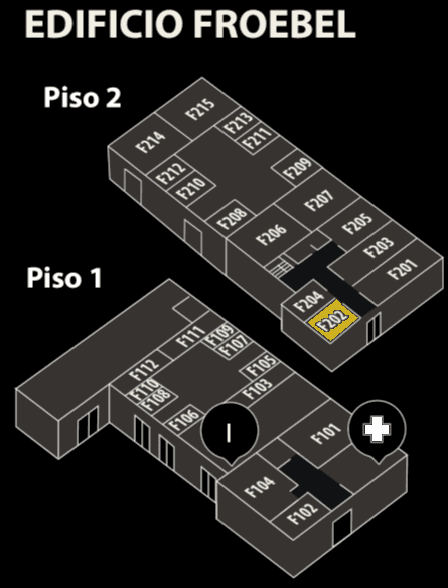 EDIFICIO FROEBEL
Piso 2
F215
F214
F213
F211
F212
F210
F209
F208
F207
F206
F205
F203
F201
F204
F202
Piso 1
F111
F109
F107
F112
F110
F108
F105
F103
F106
I
F101
F104
F102